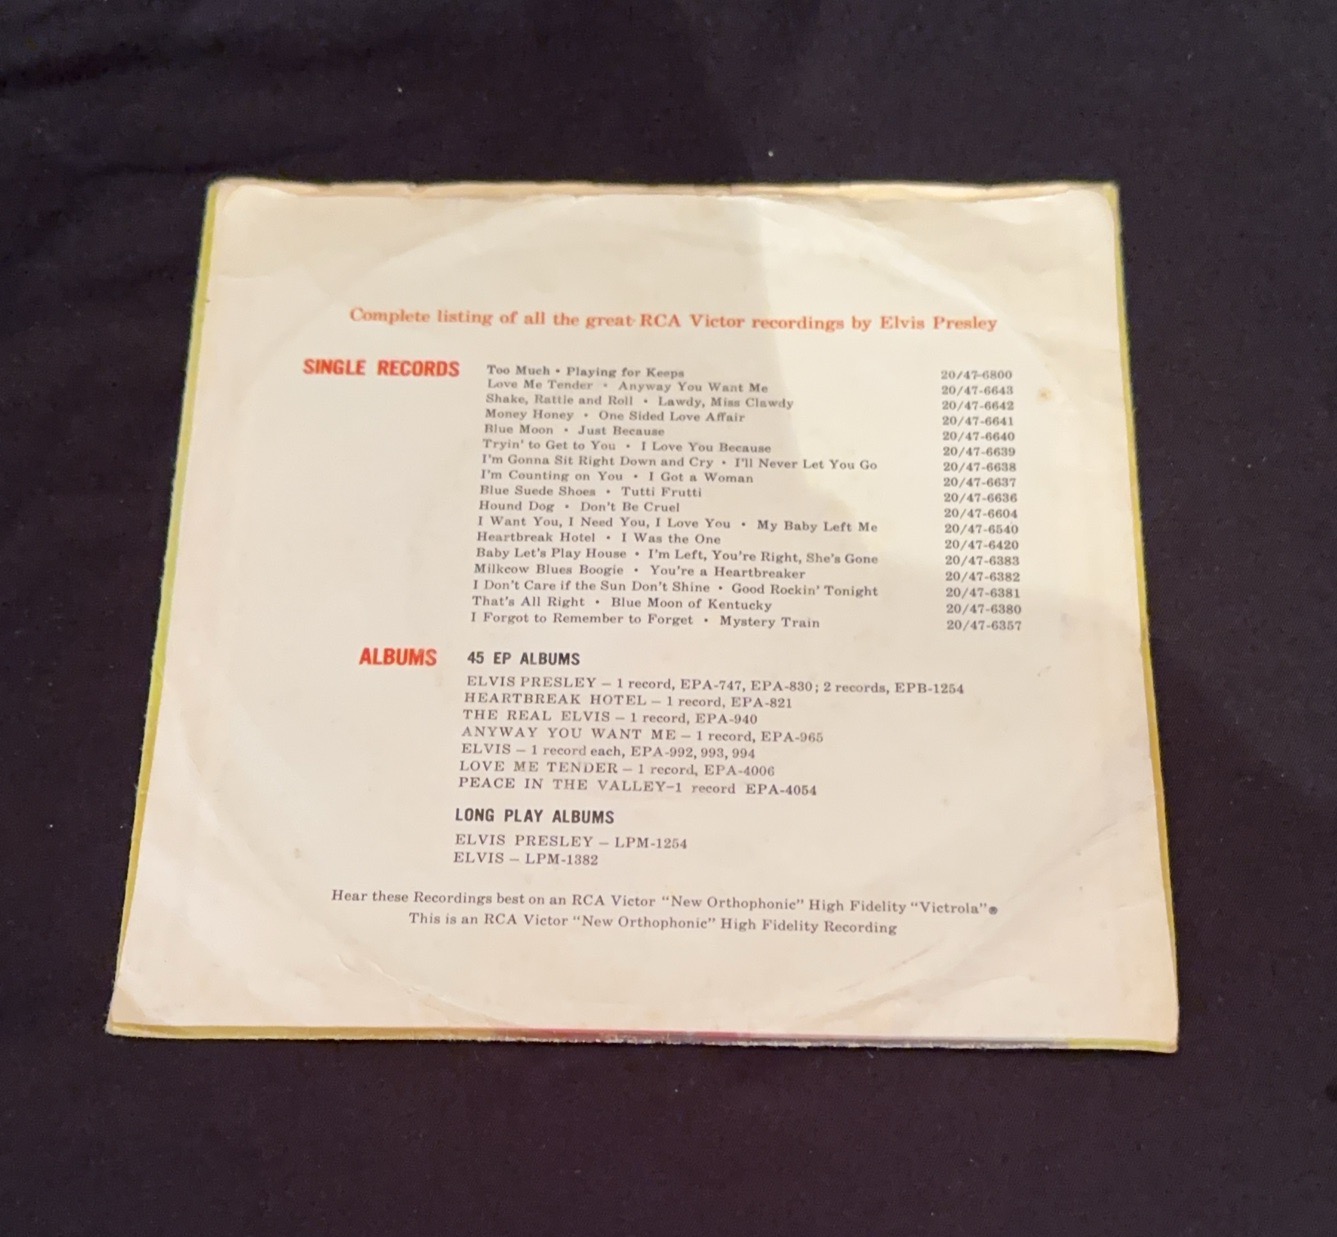 Complete listing of all the great RCA Victor recordings by Elvis Presley
SINGLE RECORDS
Too Much • Playing for Keeps 20/47-6800
Love Me Tender • Anyway You Want Me 20/47-6643
Shake, Rattle and Roll • Lawdy, Miss Clawdy 20/47-6642
Money Honey • One Sided Love Affair 20/47-6641
Blue Moon • Just Because 20/47-6640
Tryin' to Get to You • I Love You Because 20/47-6639
I'm Gonna Sit Right Down and Cry • I'll Never Let You Go 20/47-6638
I'm Counting on You • I Got a Woman 20/47-6637
Blue Suede Shoes • Tutti Frutti 20/47-6636
Hound Dog • Don't Be Cruel 20/47-6604
I Want You, I Need You, I Love You • My Baby Left Me 20/47-6540
Heartbreak Hotel • I Was the One 20/47-6420
Baby Let's Play House • I'm Left, You're Right, She's Gone 20/47-6383
Milkcow Blues Boogie • You're a Heartbreaker 20/47-6382
I Don't Care if the Sun Don't Shine • Good Rockin' Tonight 20/47-6381
That's All Right • Blue Moon of Kentucky 20/47-6380
I Forgot to Remember to Forget • Mystery Train 20/47-6357
ALBUMS
45 EP ALBUMS
ELVIS PRESLEY – 1 record, EPA-747, EPA-830; 2 records, EPB-1254
HEARTBREAK HOTEL – 1 record, EPA-821
THE REAL ELVIS – 1 record, EPA-940
ANYWAY YOU WANT ME – 1 record, EPA-965
ELVIS – 1 record each, EPA-992, 993, 994
LOVE ME TENDER – 1 record, EPA-4006
PEACE IN THE VALLEY–1 record EPA-4054
LONG PLAY ALBUMS
ELVIS PRESLEY – LPM-1254
ELVIS – LPM-1382
Hear these Recordings best on an RCA Victor "New Orthophonic" High Fidelity "Victrola"®
This is an RCA Victor "New Orthophonic" High Fidelity Recording